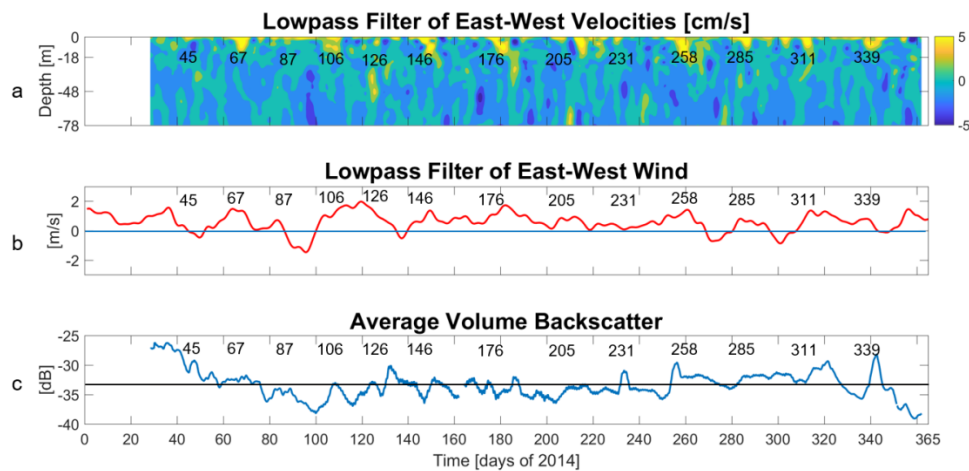 Lowpass Filter of East-West Velocities [cm/s]
a
Depth [m]
0
-18
-48
-78
45 67 87 106 126 146 176 205 231 258 285 311 339
5
0
-5
Lowpass Filter of East-West Wind
b
[m/s]
2
0
-2
45 67 87 106 126 146 176 205 231 258 285 311 339
Average Volume Backscatter
c
[dB]
-25
-30
-35
-40
45 67 87 106 126 146 176 205 231 258 285 311 339
0 20 40 60 80 100 120 140 160 180 200 220 240 260 280 300 320 340 365
Time [days of 2014]